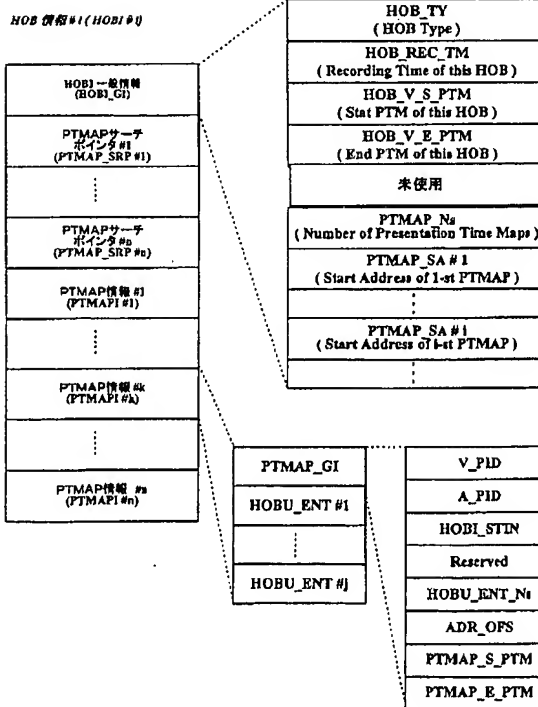 HOB 情報 #i ( HOBI #i)
HOBI 一般情報
(HOBI_GI)
PTMAPサーチ
ポインタ#1
(PTMAP_SRP #1)
PTMAPサーチ
ポインタ#n
(PTMAP_SRP #n)
PTMAP情報 #1
(PTMAPI #1)
PTMAP情報 #k
(PTMAPI #k)
PTMAP情報 #n
(PTMAPI #n)
HOB_TY
( HOB Type )
HOB_REC_TM
( Recording Time of this HOB )
HOB_V_S_PTM
( Stat PTM of this HOB )
HOB_V_E_PTM
( End PTM of this HOB )
未使用
PTMAP_Ns
( Number of Presentation Time Maps )
PTMAP_SA # 1
( Start Address of 1-st PTMAP )
PTMAP_SA # i
( Start Address of i-st PTMAP )
PTMAP_GI
HOBU_ENT #1
HOBU_ENT #j
V_PID
A_PID
HOBI_STIN
Reserved
HOBU_ENT_Ns
ADR_OFS
PTMAP_S_PTM
PTMAP_E_PTM